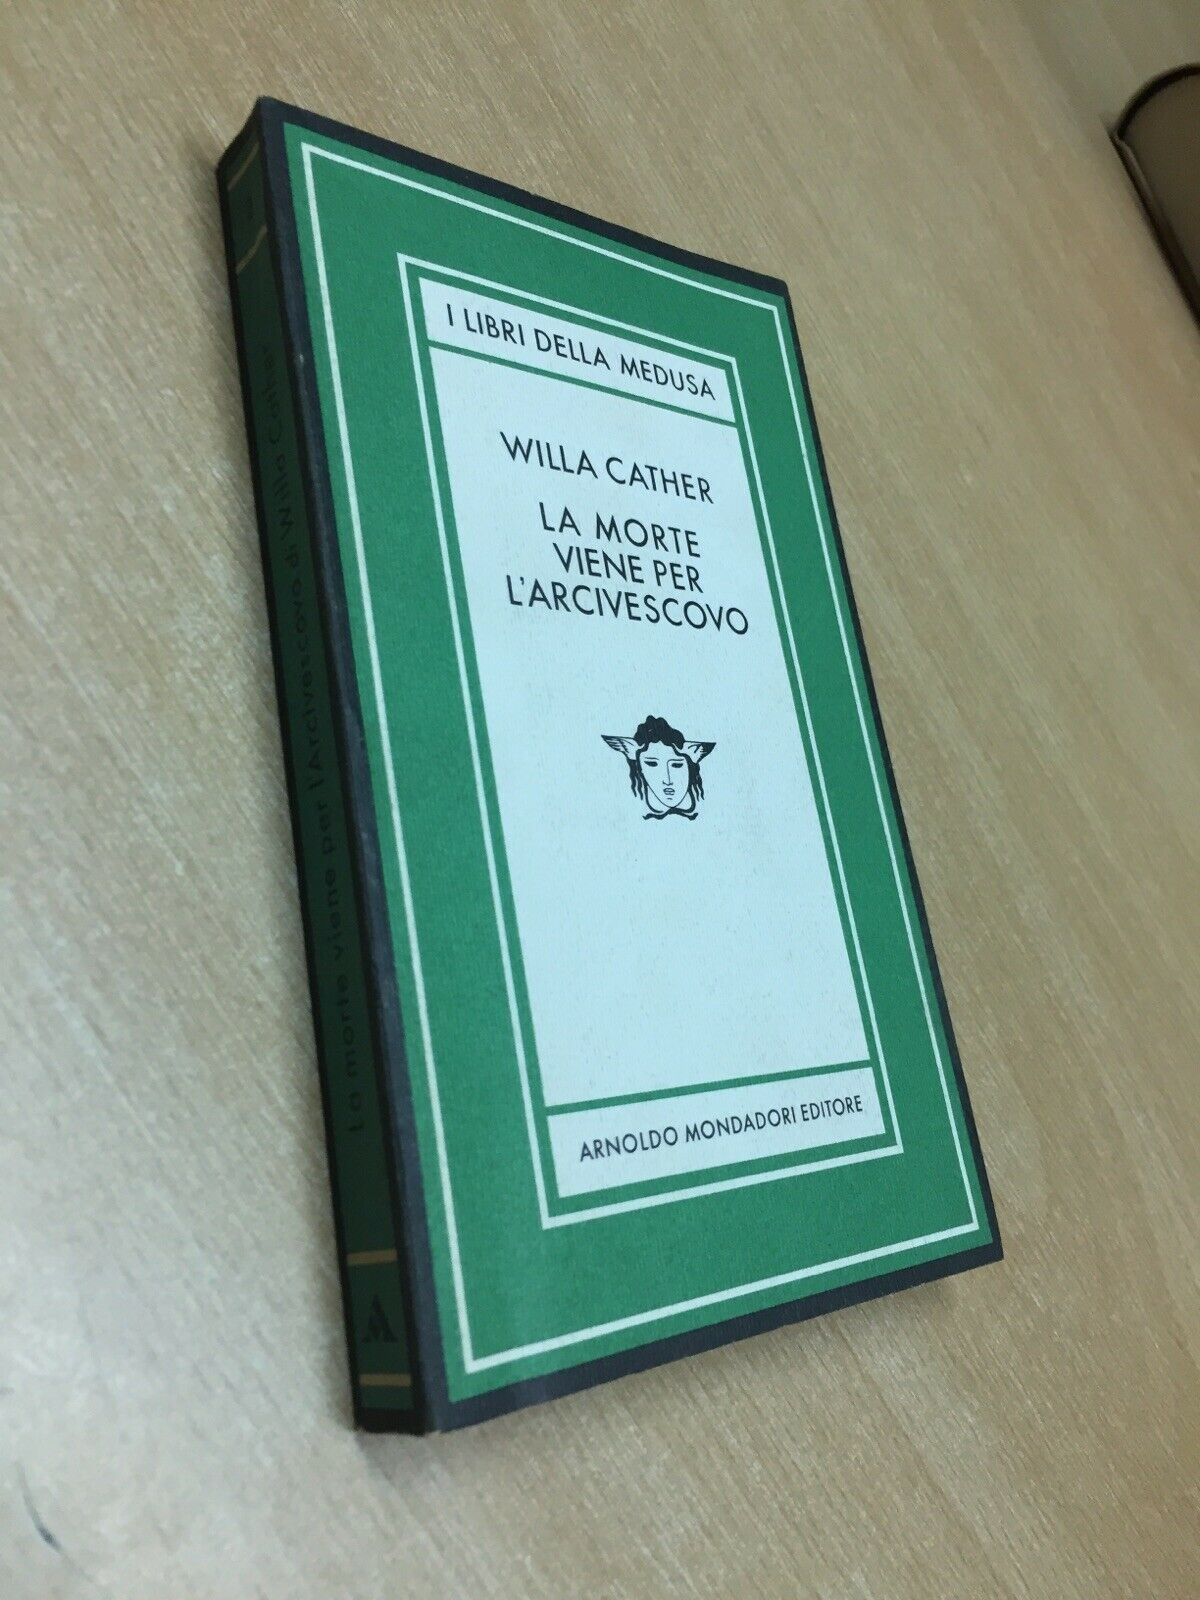 I LIBRI DELLA MEDUSA
WILLA CATHER
LA MORTE
VIENE PER
L'ARCIVESCOVO
ARNOLDO MONDADORI EDITORE
La morte viene per l'Arcivescovo di Willa Cather